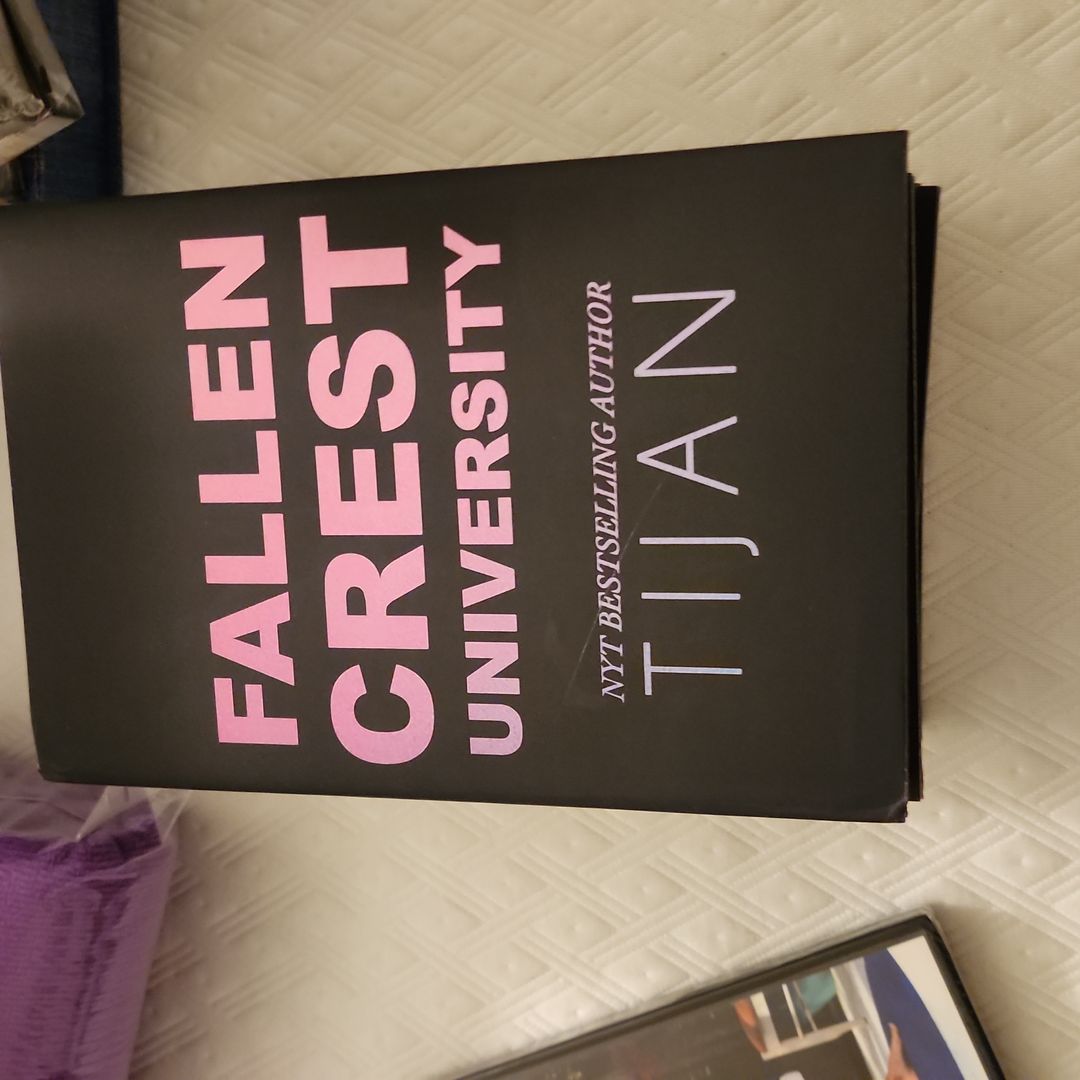 FALLEN
CREST
UNIVERSITY
NYT BESTSELLING AUTHOR
TIJAN